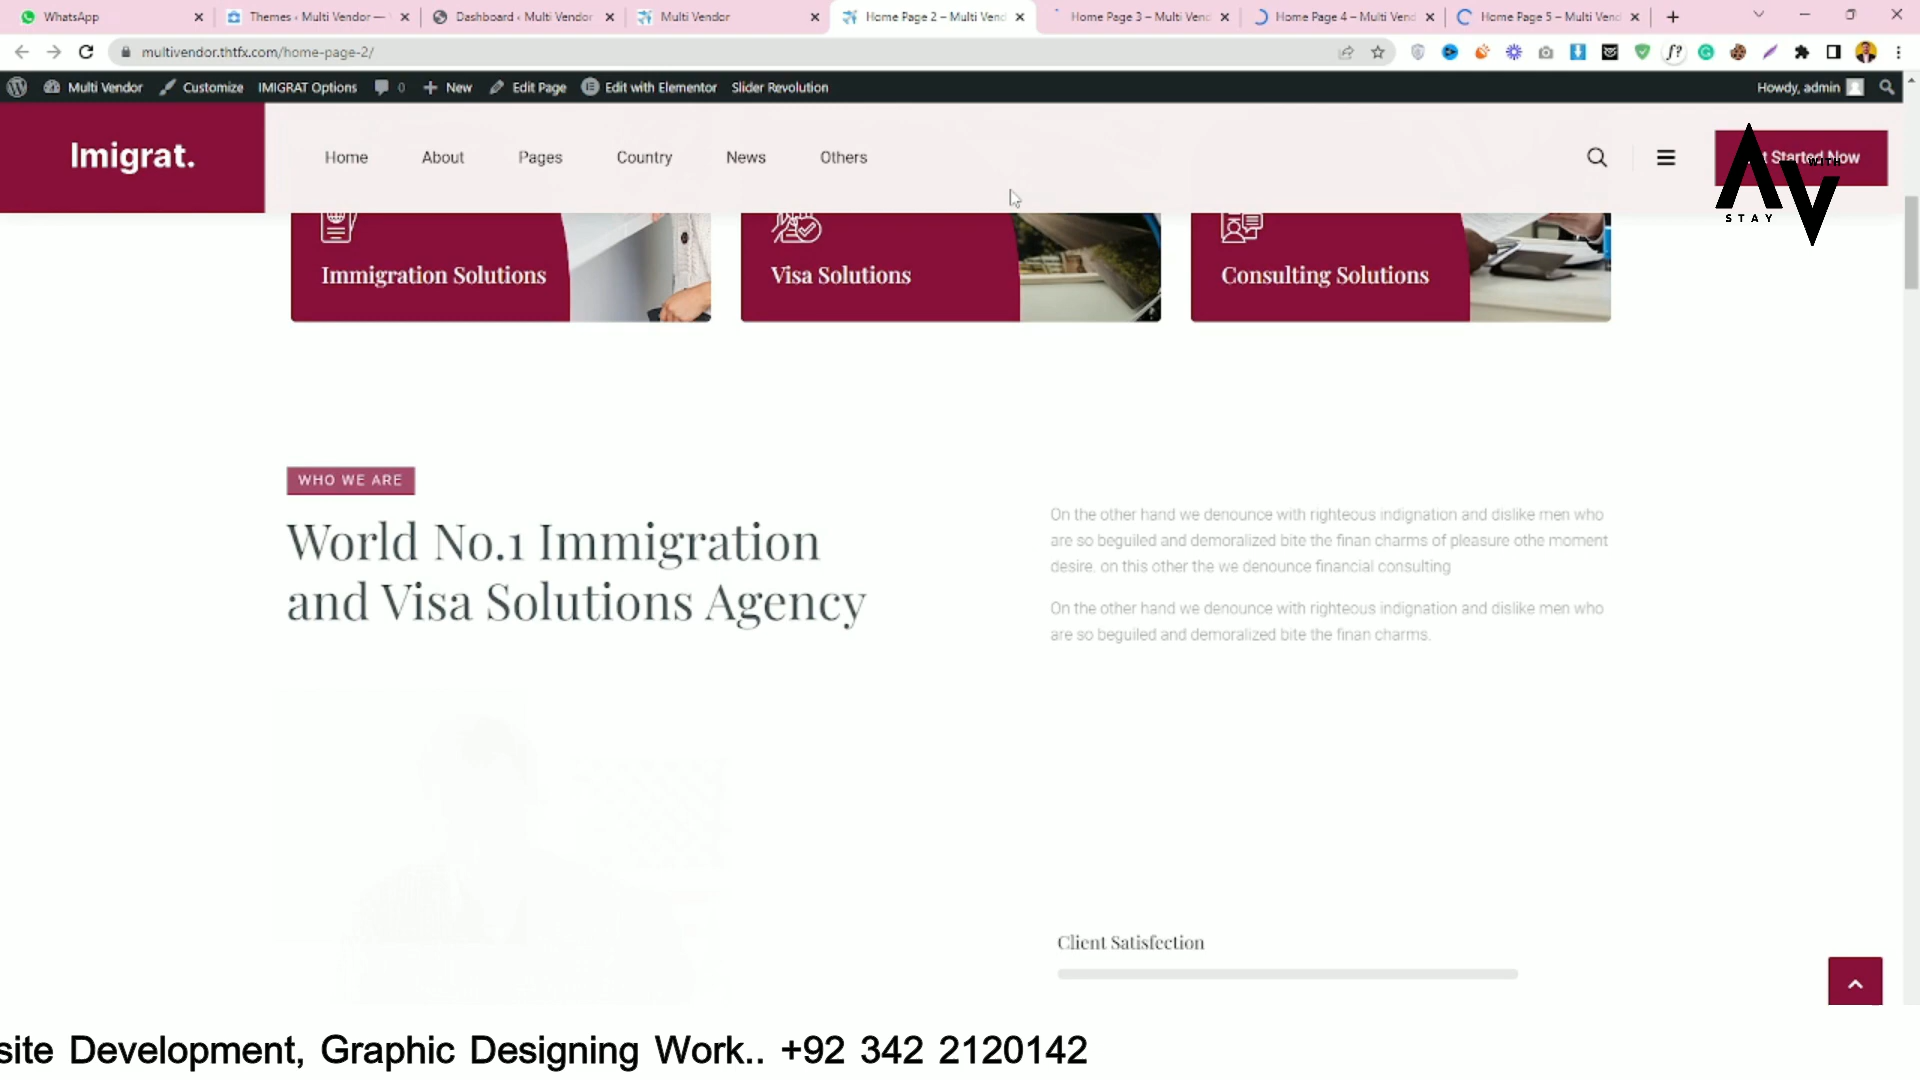 WhatsApp
Themes ‹ Multi Vendor —
Dashboard ‹ Multi Vendor
Multi Vendor
Home Page 2 – Multi Vend
Home Page 3 – Multi Vend
Home Page 4 – Multi Vend
Home Page 5 – Multi Vend
multivendor.thtfx.com/home-page-2/
Multi Vendor
Customize
IMIGRAT Options
0
New
Edit Page
Edit with Elementor
Slider Revolution
Howdy, admin
Imigrat.
Home
About
Pages
Country
News
Others
t Started Now
WITH
STAY
Immigration Solutions
Visa Solutions
Consulting Solutions
WHO WE ARE
World No.1 Immigration
and Visa Solutions Agency
On the other hand we denounce with righteous indignation and dislike men who
are so beguiled and demoralized bite the finan charms of pleasure othe moment
desire. on this other the we denounce financial consulting
On the other hand we denounce with righteous indignation and dislike men who
are so beguiled and demoralized bite the finan charms.
Client Satisfection
site Development, Graphic Designing Work.. +92 342 2120142